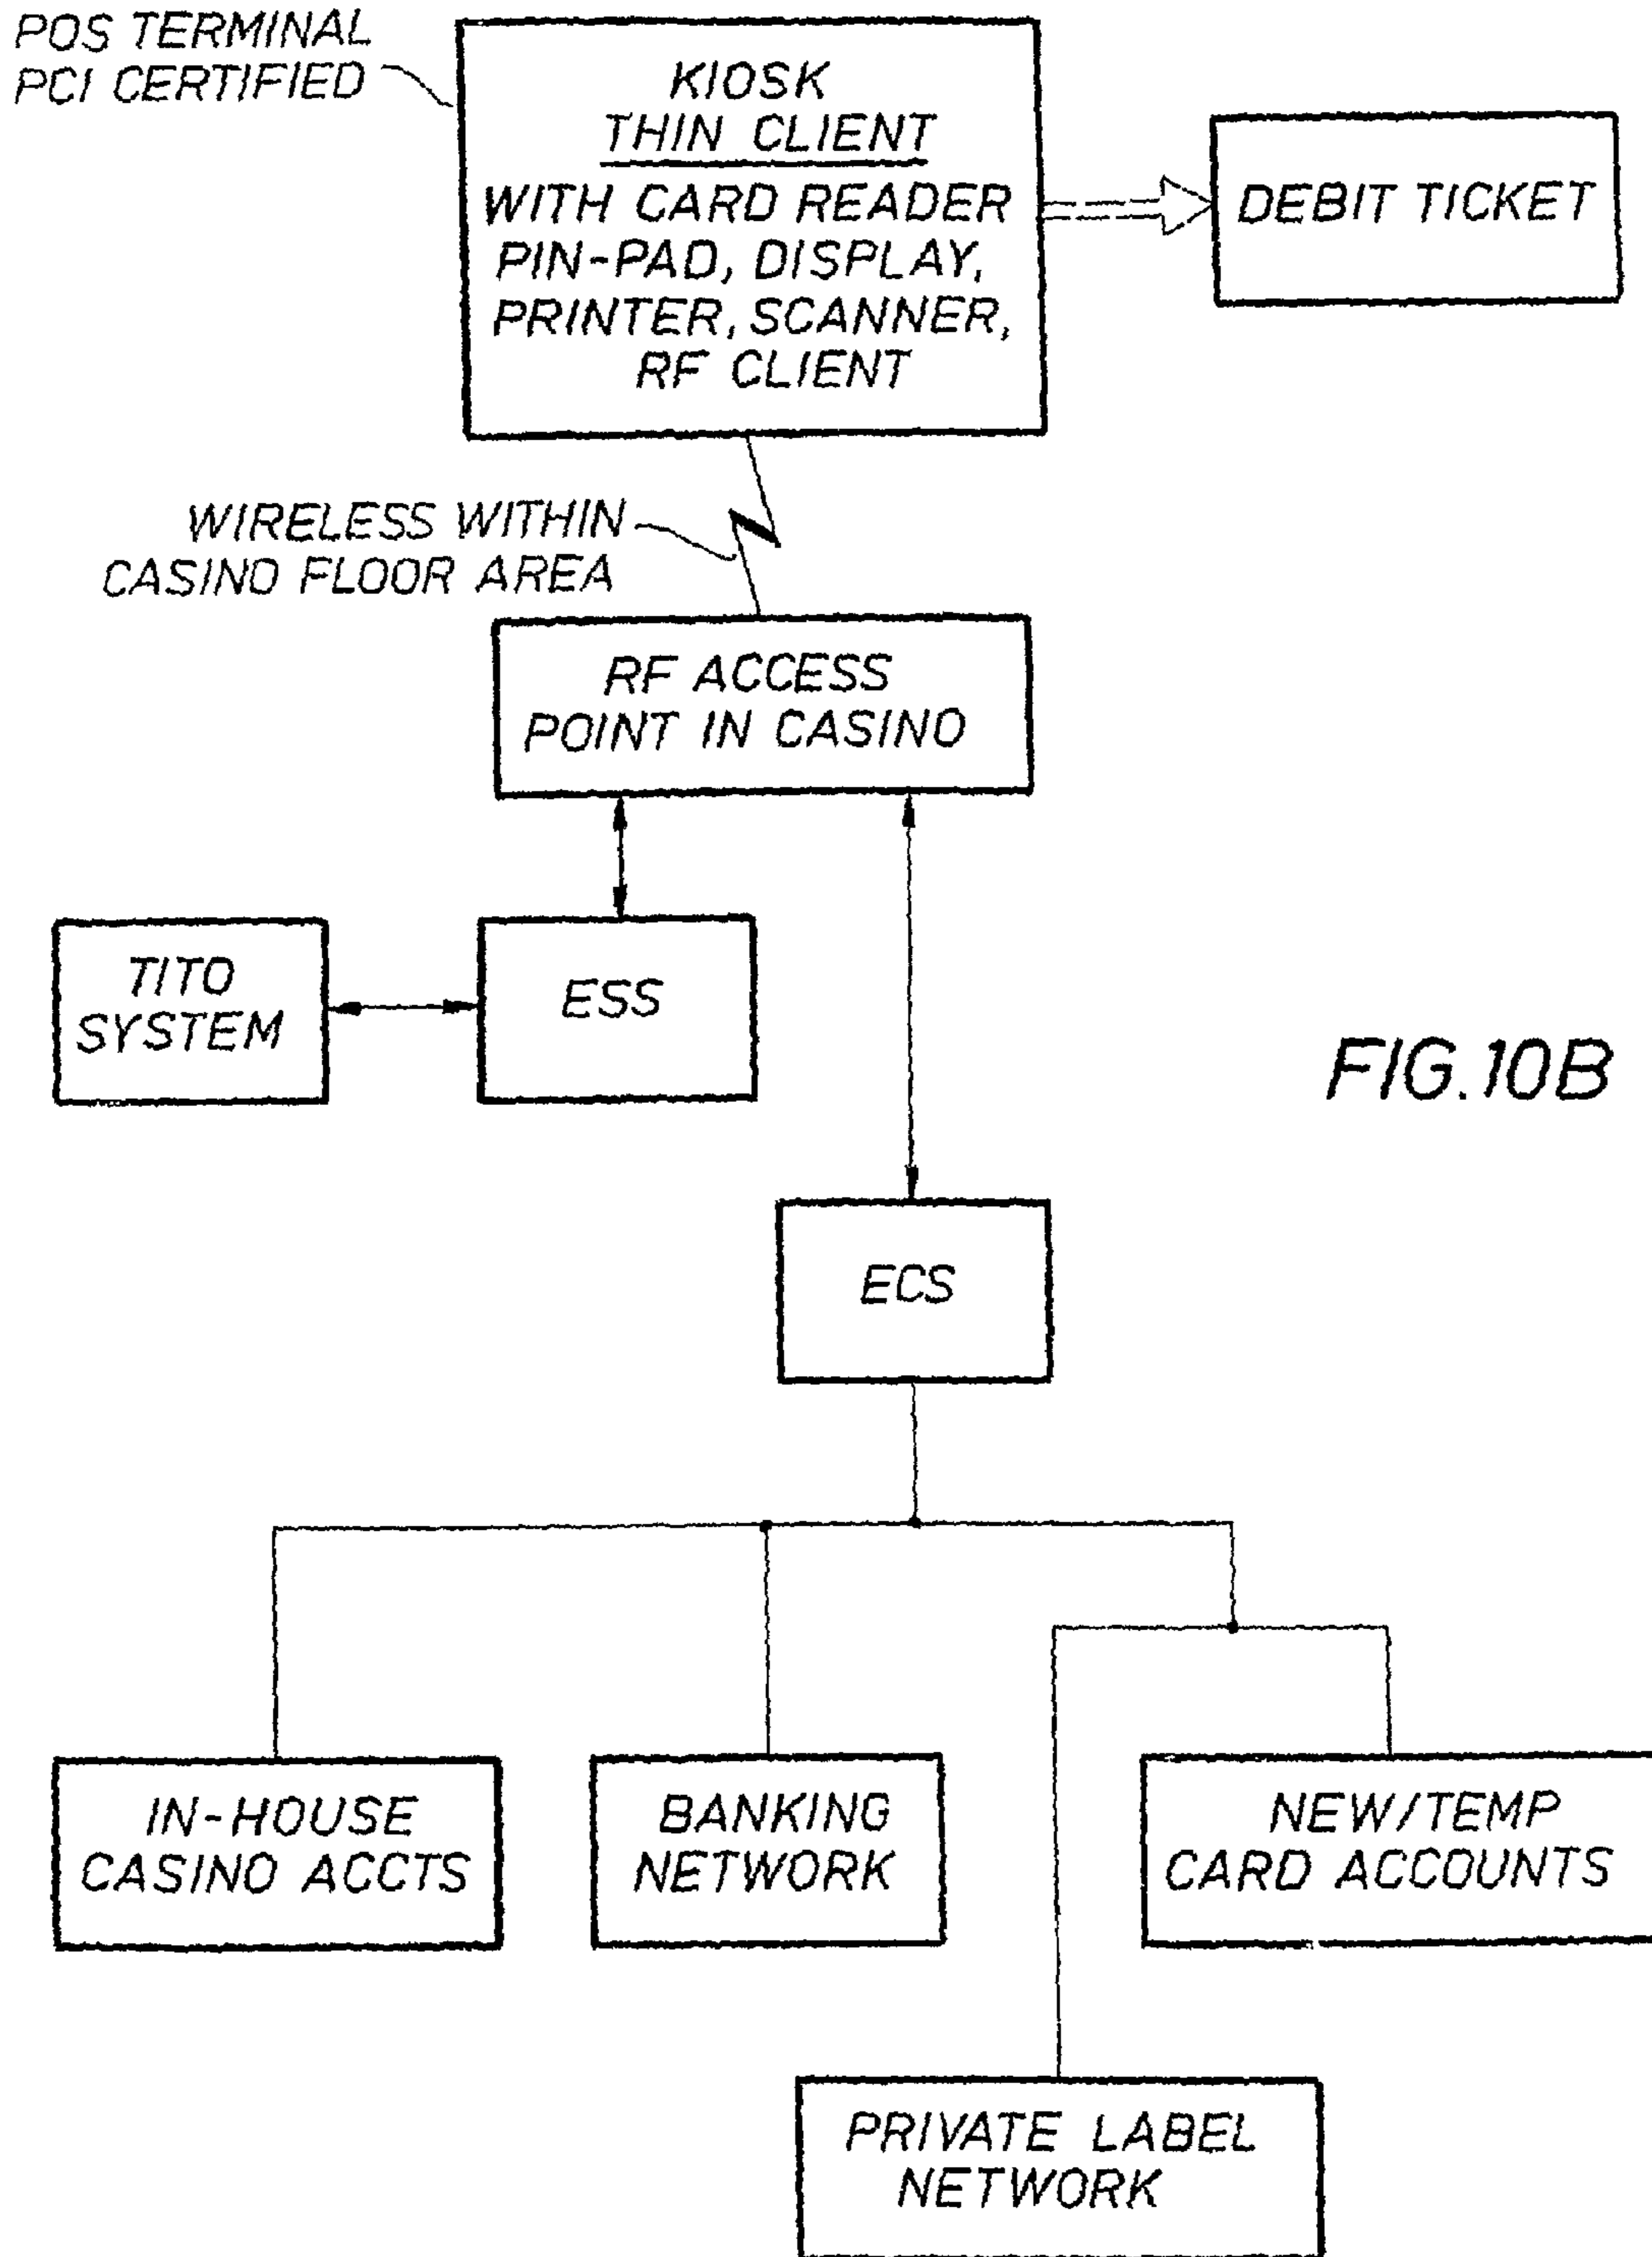 POS TERMINAL
PCI CERTIFIED
KIOSK
THIN CLIENT
WITH CARD READER
PIN-PAD, DISPLAY,
PRINTER, SCANNER,
RF CLIENT
DEBIT TICKET
WIRELESS WITHIN
CASINO FLOOR AREA
RF ACCESS
POINT IN CASINO
TITO
SYSTEM
ESS
FIG. 10B
ECS
IN-HOUSE
CASINO ACCTS
BANKING
NETWORK
NEW/TEMP
CARD ACCOUNTS
PRIVATE LABEL
NETWORK